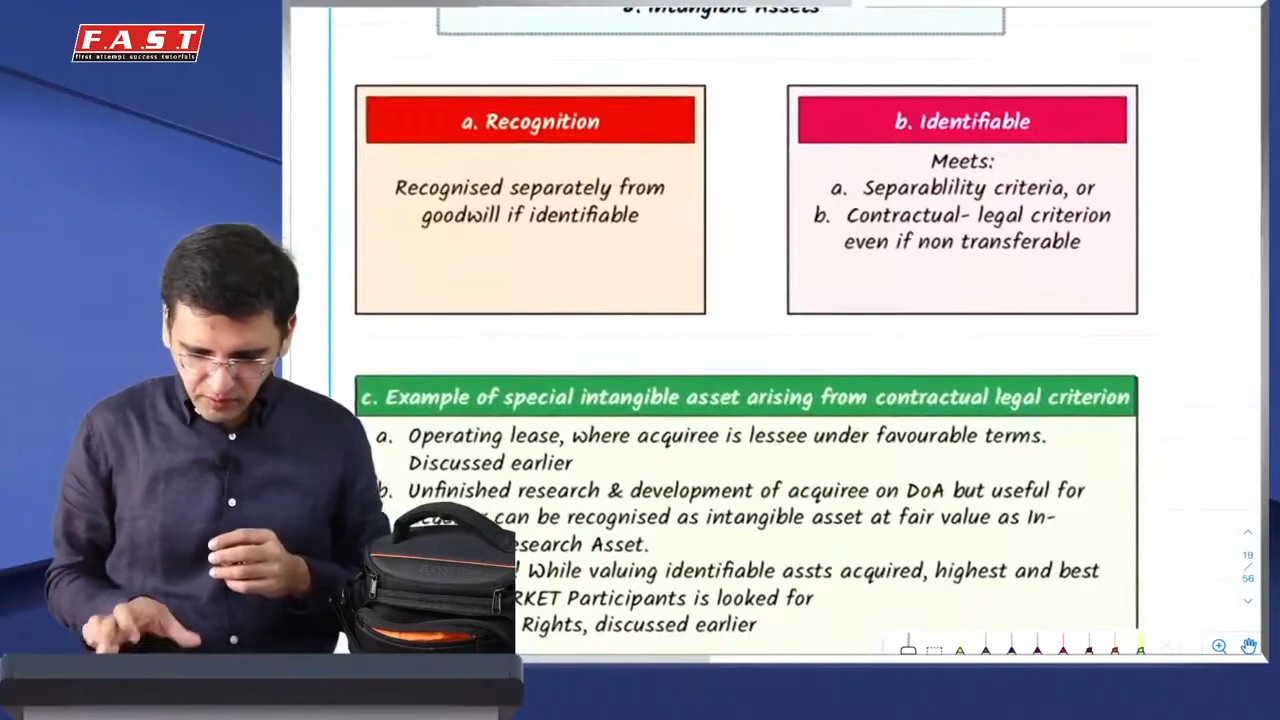 F.A.S.T
first attempt success tutorials
b. Intangible Assets
a. Recognition
Recognised separately from
goodwill if identifiable
b. Identifiable
Meets:
a. Separablility criteria, or
b. Contractual- legal criterion
even if non transferable
c. Example of special intangible asset arising from contractual legal criterion
a. Operating lease, where acquiree is lessee under favourable terms.
Discussed earlier
b. Unfinished research & development of acquiree on DoA but useful for
can be recognised as intangible asset at fair value as In-
Asset.
! While valuing identifiable assts acquired, highest and best
Participants is looked for
Rights, discussed earlier
19
/
56